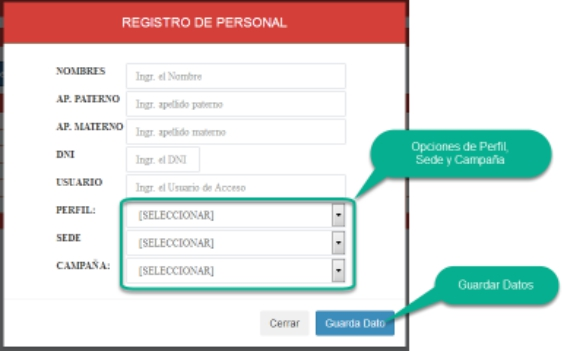 REGISTRO DE PERSONAL
NOMBRES
Ingr. el Nombre
AP. PATERNO
Ingr. apellido paterno
AP. MATERNO
Ingr. apellido materno
DNI
Ingr. el DNI
USUARIO
Ingr. el Usuario de Acceso
PERFIL:
[SELECCIONAR]
SEDE
[SELECCIONAR]
CAMPAÑA:
[SELECCIONAR]
Opciones de Perfil,
Sede y Campaña
Guardar Datos
Cerrar
Guarda Dato